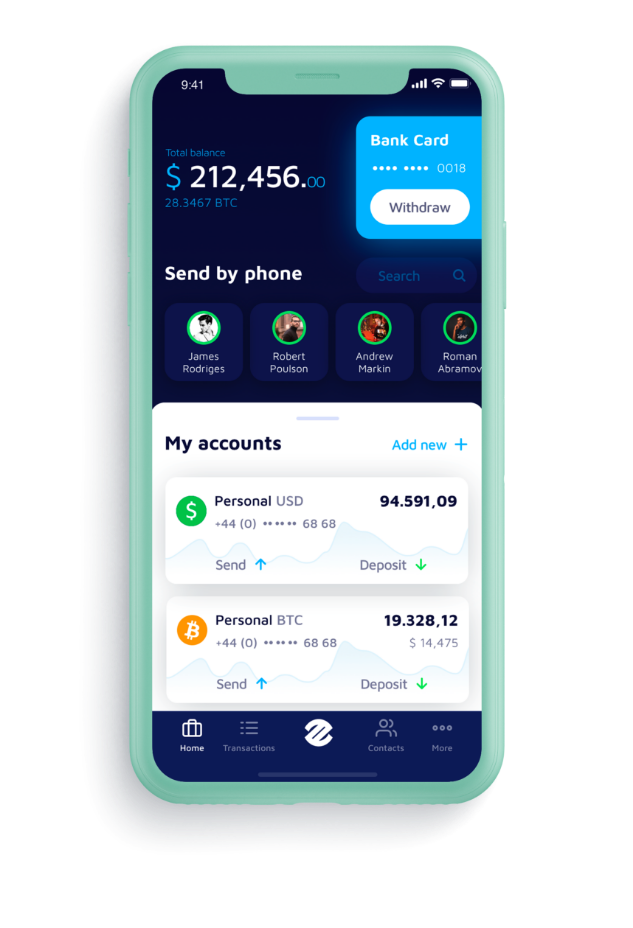 9:41
Total balance
$ 212,456.00
28.3467 BTC
Bank Card
•••• •••• 0018
Withdraw
Send by phone
Search
James
Rodriges
Robert
Poulson
Andrew
Markin
Roman
Abramov
My accounts
Add new +
Personal USD
94.591,09
+44 (0) •• •• •• 68 68
Send ↑
Deposit ↓
Personal BTC
19.328,12
+44 (0) •• •• •• 68 68
$ 14,475
Send ↑
Deposit ↓
Home
Transactions
Contacts
More